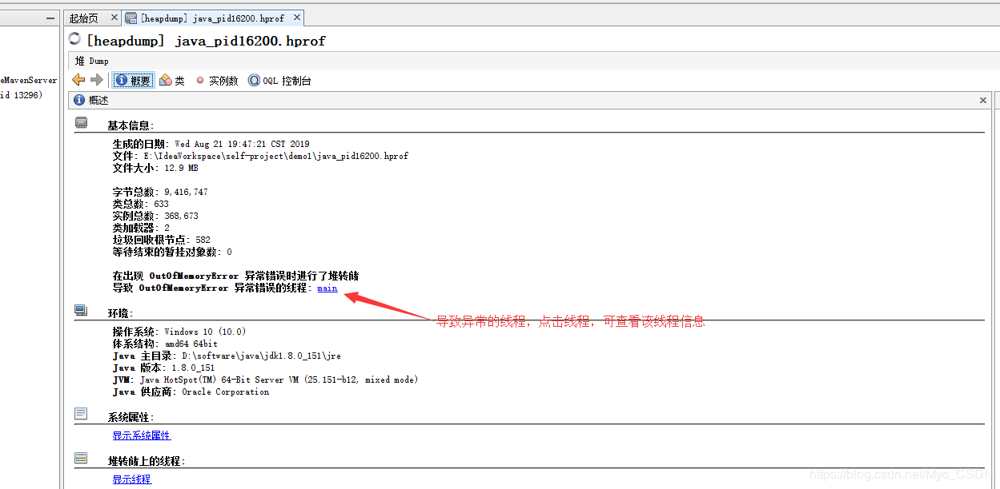 起始页
[heapdump] java_pid16200.hprof
[heapdump] java_pid16200.hprof
堆 Dump
eMavenServer
id 13296)
概要 类 实例数 OQL 控制台
概述
基本信息:
生成的日期: Wed Aug 21 19:47:21 CST 2019
文件: E:\IdeaWorkspace\self-project\demo1\java_pid16200.hprof
文件大小: 12.9 MB
字节总数: 9,416,747
类总数: 633
实例总数: 368,673
类加载器: 2
垃圾回收根节点: 582
等待结束的暂挂对象数: 0
在出现 OutOfMemoryError 异常错误时进行了堆转储
导致 OutOfMemoryError 异常错误的线程: main
导致异常的线程，点击线程，可查看该线程信息
环境:
操作系统: Windows 10 (10.0)
体系结构: amd64 64bit
Java 主目录: D:\software\java\jdk1.8.0_151\jre
Java 版本: 1.8.0_151
JVM: Java HotSpot(TM) 64-Bit Server VM (25.151-b12, mixed mode)
Java 供应商: Oracle Corporation
系统属性:
显示系统属性
堆转储上的线程:
显示线程
https://blog.csdn.net/Myc_CSDN